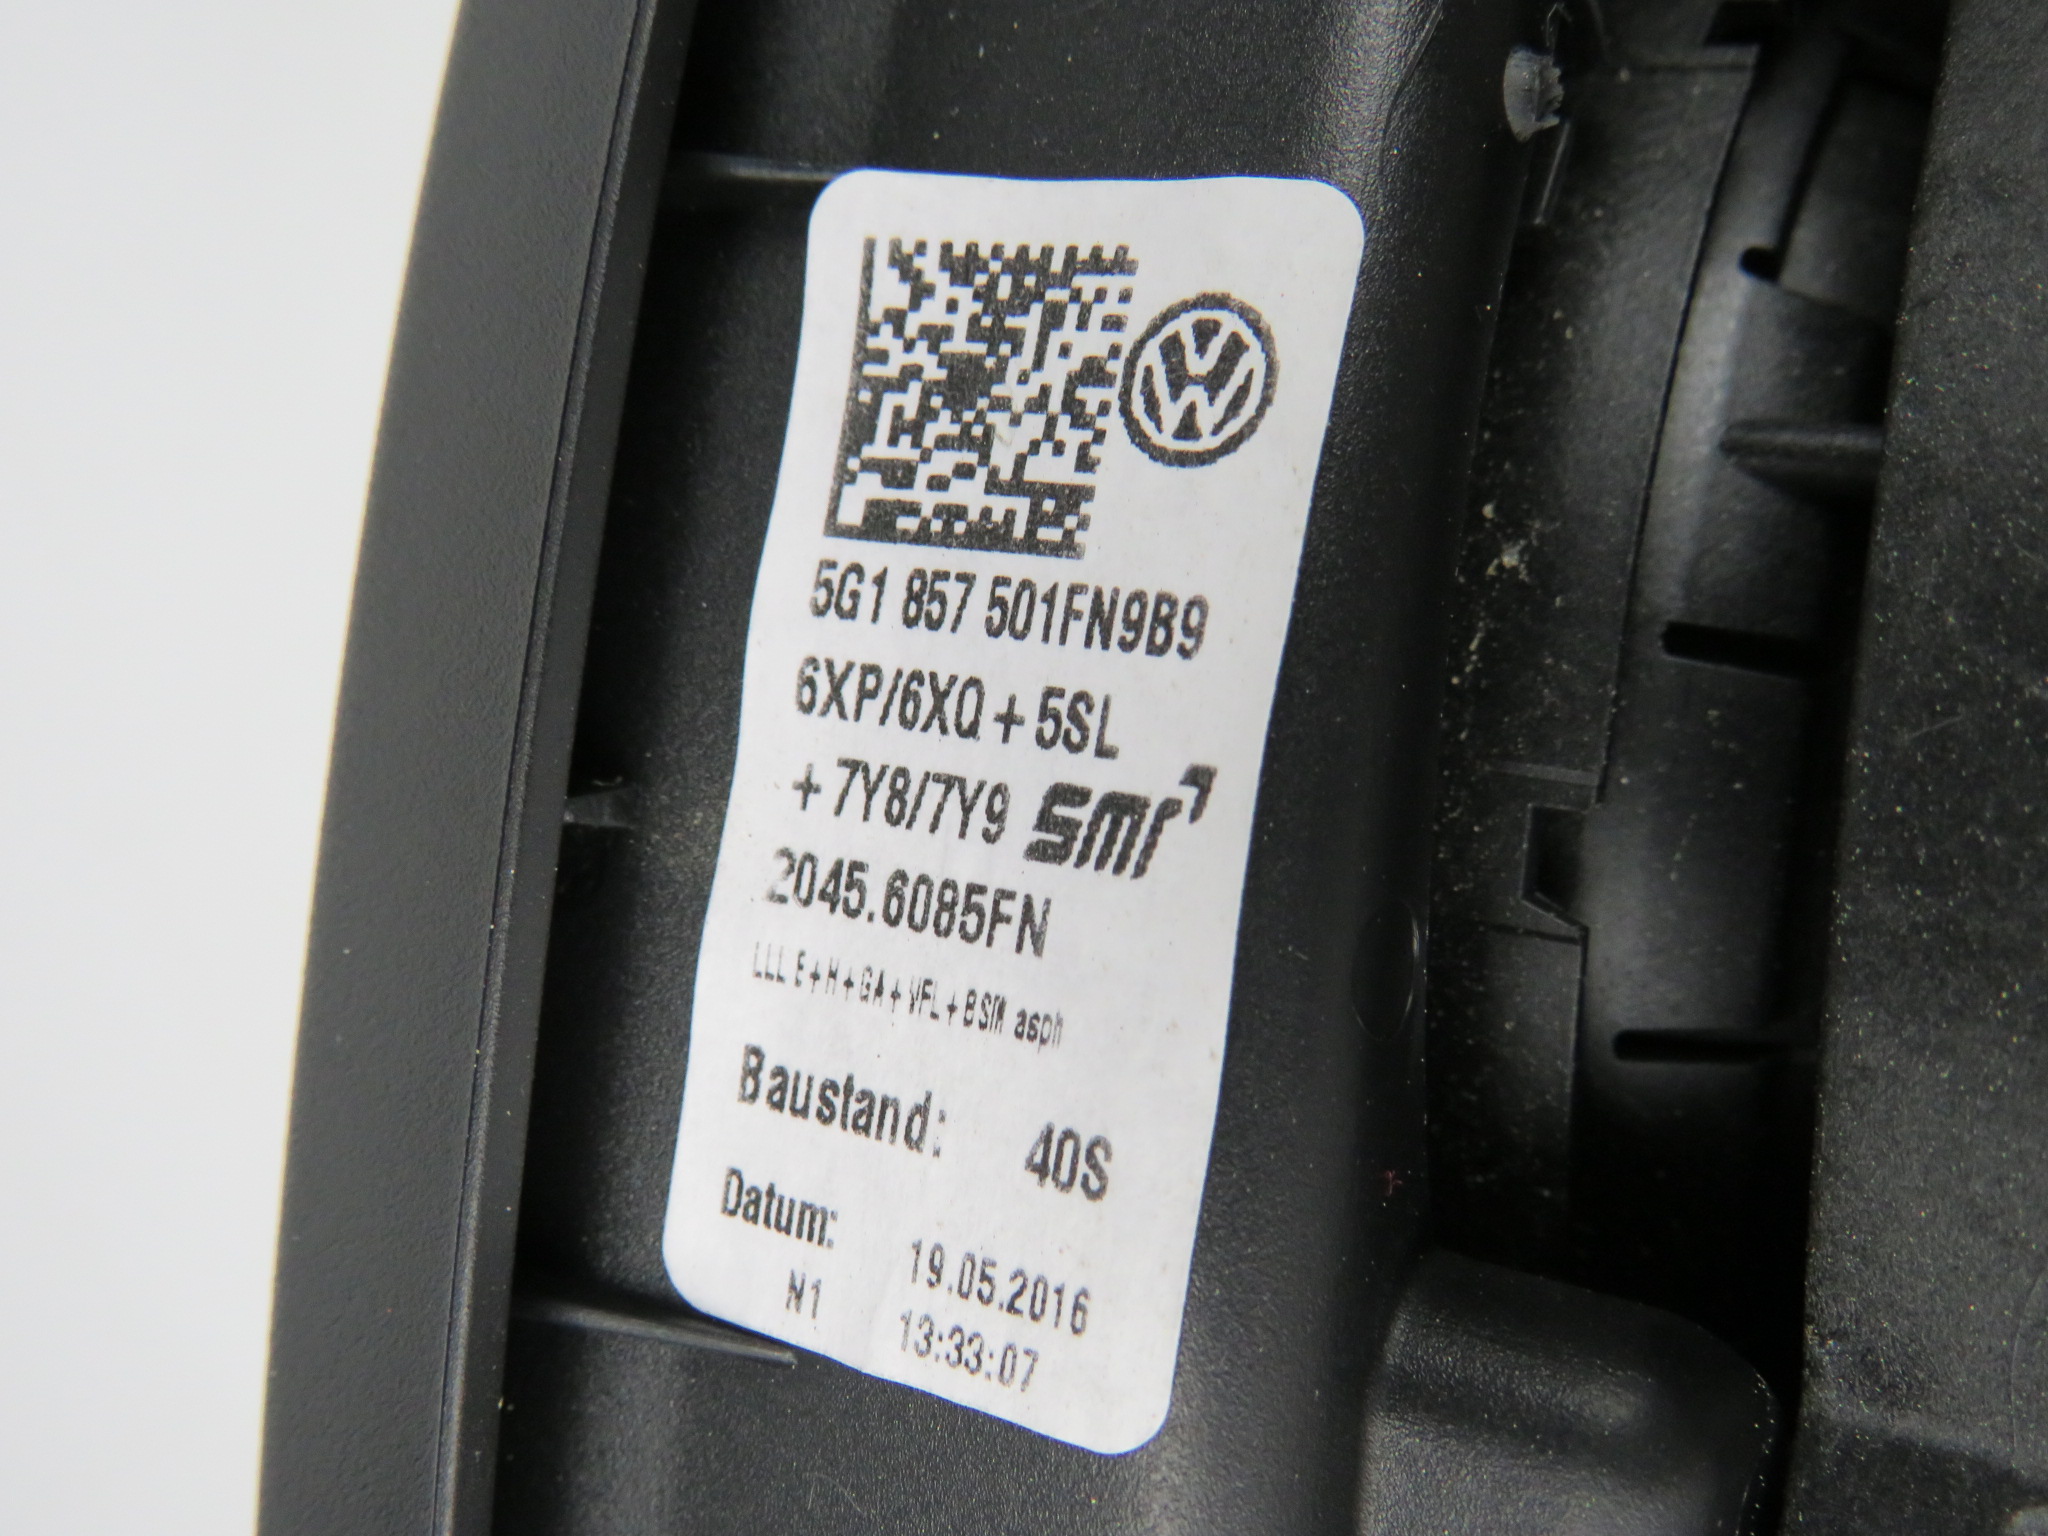 5G1 857 501FN9B9
6XP/6XQ + 5SL
+ 7Y8/7Y9 smr
2045.6085FN
LLL E+H+GA+VFL+BSM asph
Baustand: 40S
Datum: 19.05.2016
N1 13:33:07